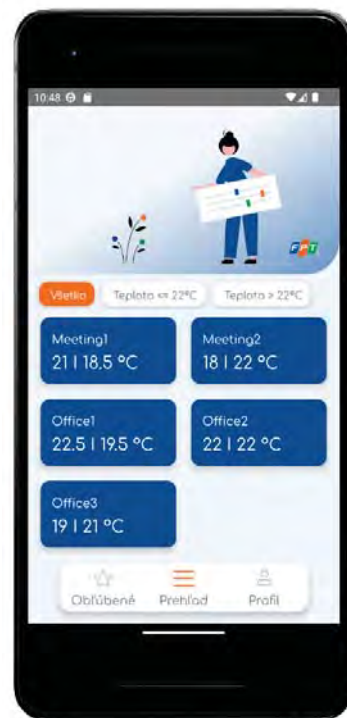 10:48
FPT
Všetko Teplota <= 22°C Teplota > 22°C
Meeting1 Meeting2
21 | 18.5 °C 18 | 22 °C
Office1 Office2
22.5 | 19.5 °C 22 | 22 °C
Office3
19 | 21 °C
Obľúbené Prehľad Profil